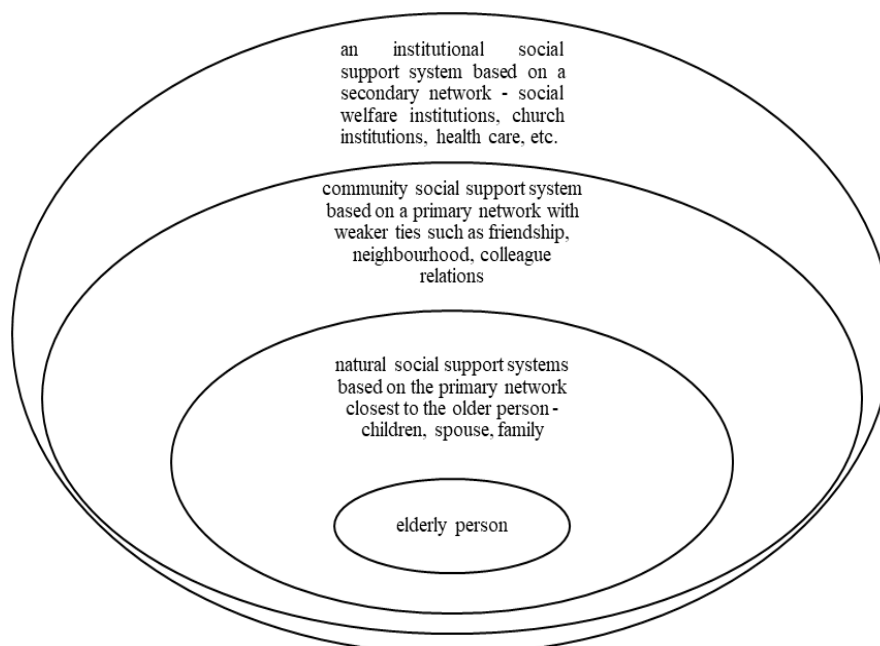 an institutional social
support system based on a
secondary network - social
welfare institutions, church
institutions, health care, etc.
community social support system
based on a primary network with
weaker ties such as friendship,
neighbourhood, colleague
relations
natural social support systems
based on the primary network
closest to the older person -
children, spouse, family
elderly person